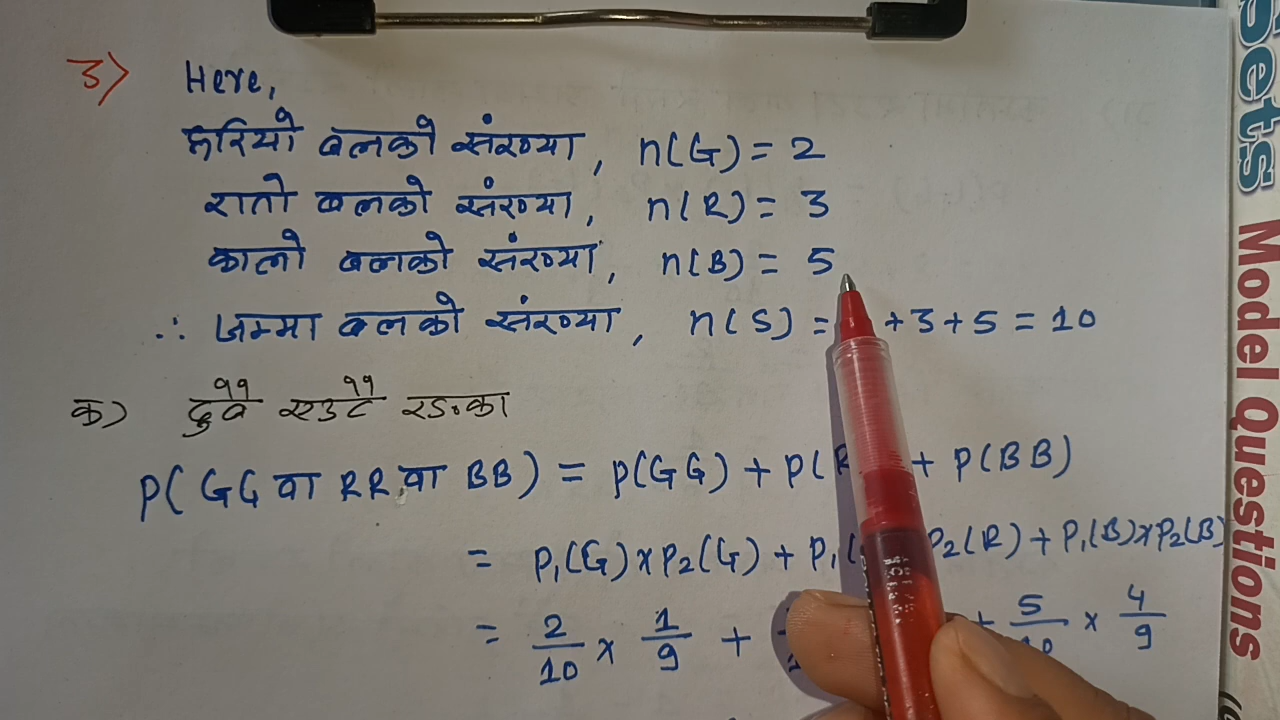 3) Here,
हरियो बलको संख्या, n(G) = 2
रातो बलको संख्या, n(R) = 3
कालो बलको संख्या, n(B) = 5
∴ जम्मा बलको संख्या, n(S) = +3+5 = 10
क) दुवै एउटै रङका
P(GG वा RR वा BB) = P(GG) + P(R + P(BB)
= P₁(G)×P₂(G) + P₁( P₂(R) + P₁(B)×P₂(B)
= 2/10 × 1/9 + + 5/10 × 4/9
Sets Model Questions